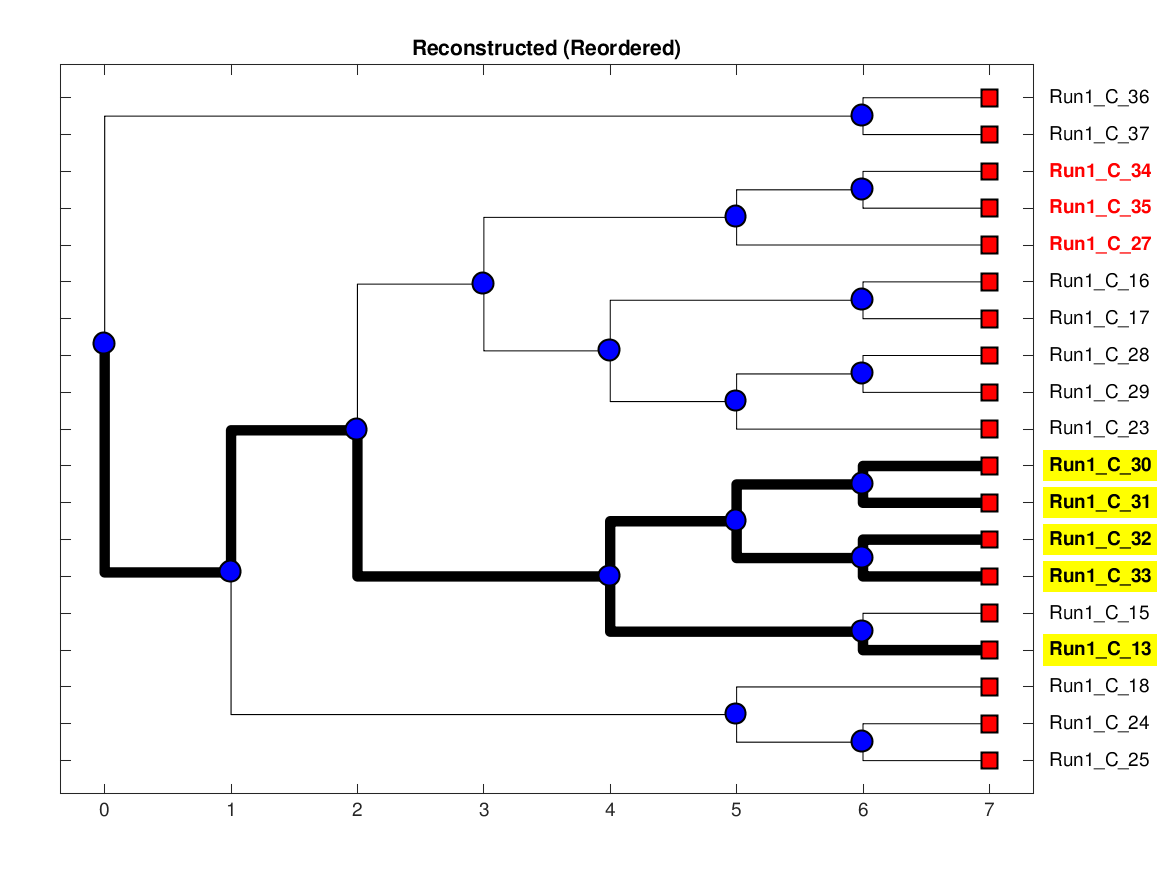 Reconstructed (Reordered)
Run1_C_36
Run1_C_37
Run1_C_34
Run1_C_35
Run1_C_27
Run1_C_16
Run1_C_17
Run1_C_28
Run1_C_29
Run1_C_23
Run1_C_30
Run1_C_31
Run1_C_32
Run1_C_33
Run1_C_15
Run1_C_13
Run1_C_18
Run1_C_24
Run1_C_25
0 1 2 3 4 5 6 7